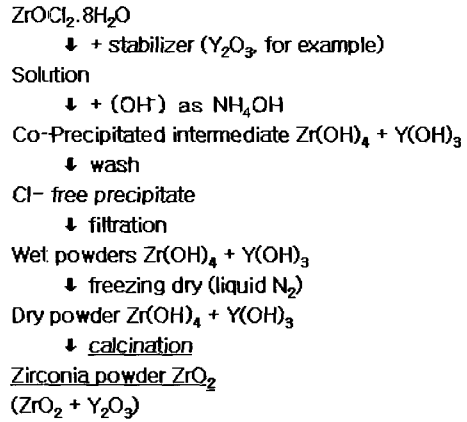 ZrOCl₂.8H₂O
⬇ + stabilizer (Y₂O₃, for example)
Solution
⬇ + (OH⁻) as NH₄OH
Co-Precipitated intermediate Zr(OH)₄ + Y(OH)₃
⬇ wash
Cl- free precipitate
⬇ filtration
Wet powders Zr(OH)₄ + Y(OH)₃
⬇ freezing dry (liquid N₂)
Dry powder Zr(OH)₄ + Y(OH)₃
⬇ calcination
Zirconia powder ZrO₂
(ZrO₂ + Y₂O₃)